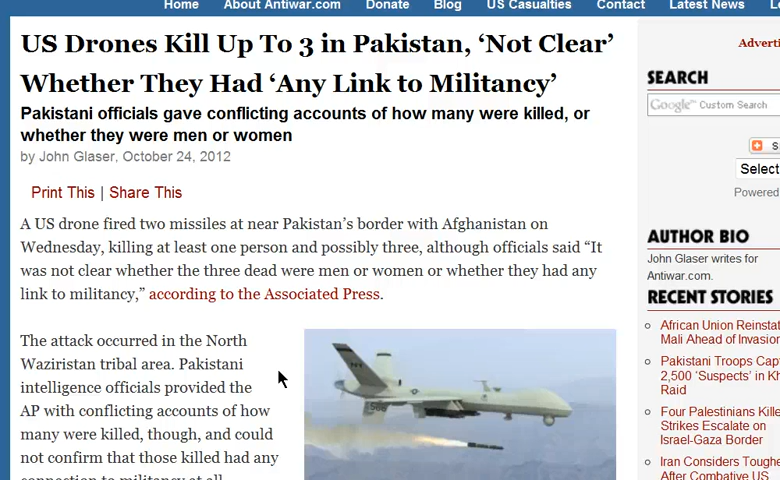 Home About Antiwar.com Donate Blog US Casualties Contact Latest News
US Drones Kill Up To 3 in Pakistan, ‘Not Clear’
Whether They Had ‘Any Link to Militancy’
Pakistani officials gave conflicting accounts of how many were killed, or
whether they were men or women
by John Glaser, October 24, 2012
Print This | Share This
A US drone fired two missiles at near Pakistan’s border with Afghanistan on
Wednesday, killing at least one person and possibly three, although officials said “It
was not clear whether the three dead were men or women or whether they had any
link to militancy,” according to the Associated Press.
The attack occurred in the North
Waziristan tribal area. Pakistani
intelligence officials provided the
AP with conflicting accounts of how
many were killed, though, and could
not confirm that those killed had any
connection to militancy at all.
Adverti
SEARCH
Google Custom Search
S
Select
Powered
AUTHOR BIO
John Glaser writes for
Antiwar.com.
RECENT STORIES
African Union Reinstat
Mali Ahead of Invasion
Pakistani Troops Capt
2,500 ‘Suspects’ in Kh
Raid
Four Palestinians Kille
Strikes Escalate on
Israel-Gaza Border
Iran Considers Toughe
After Combative US